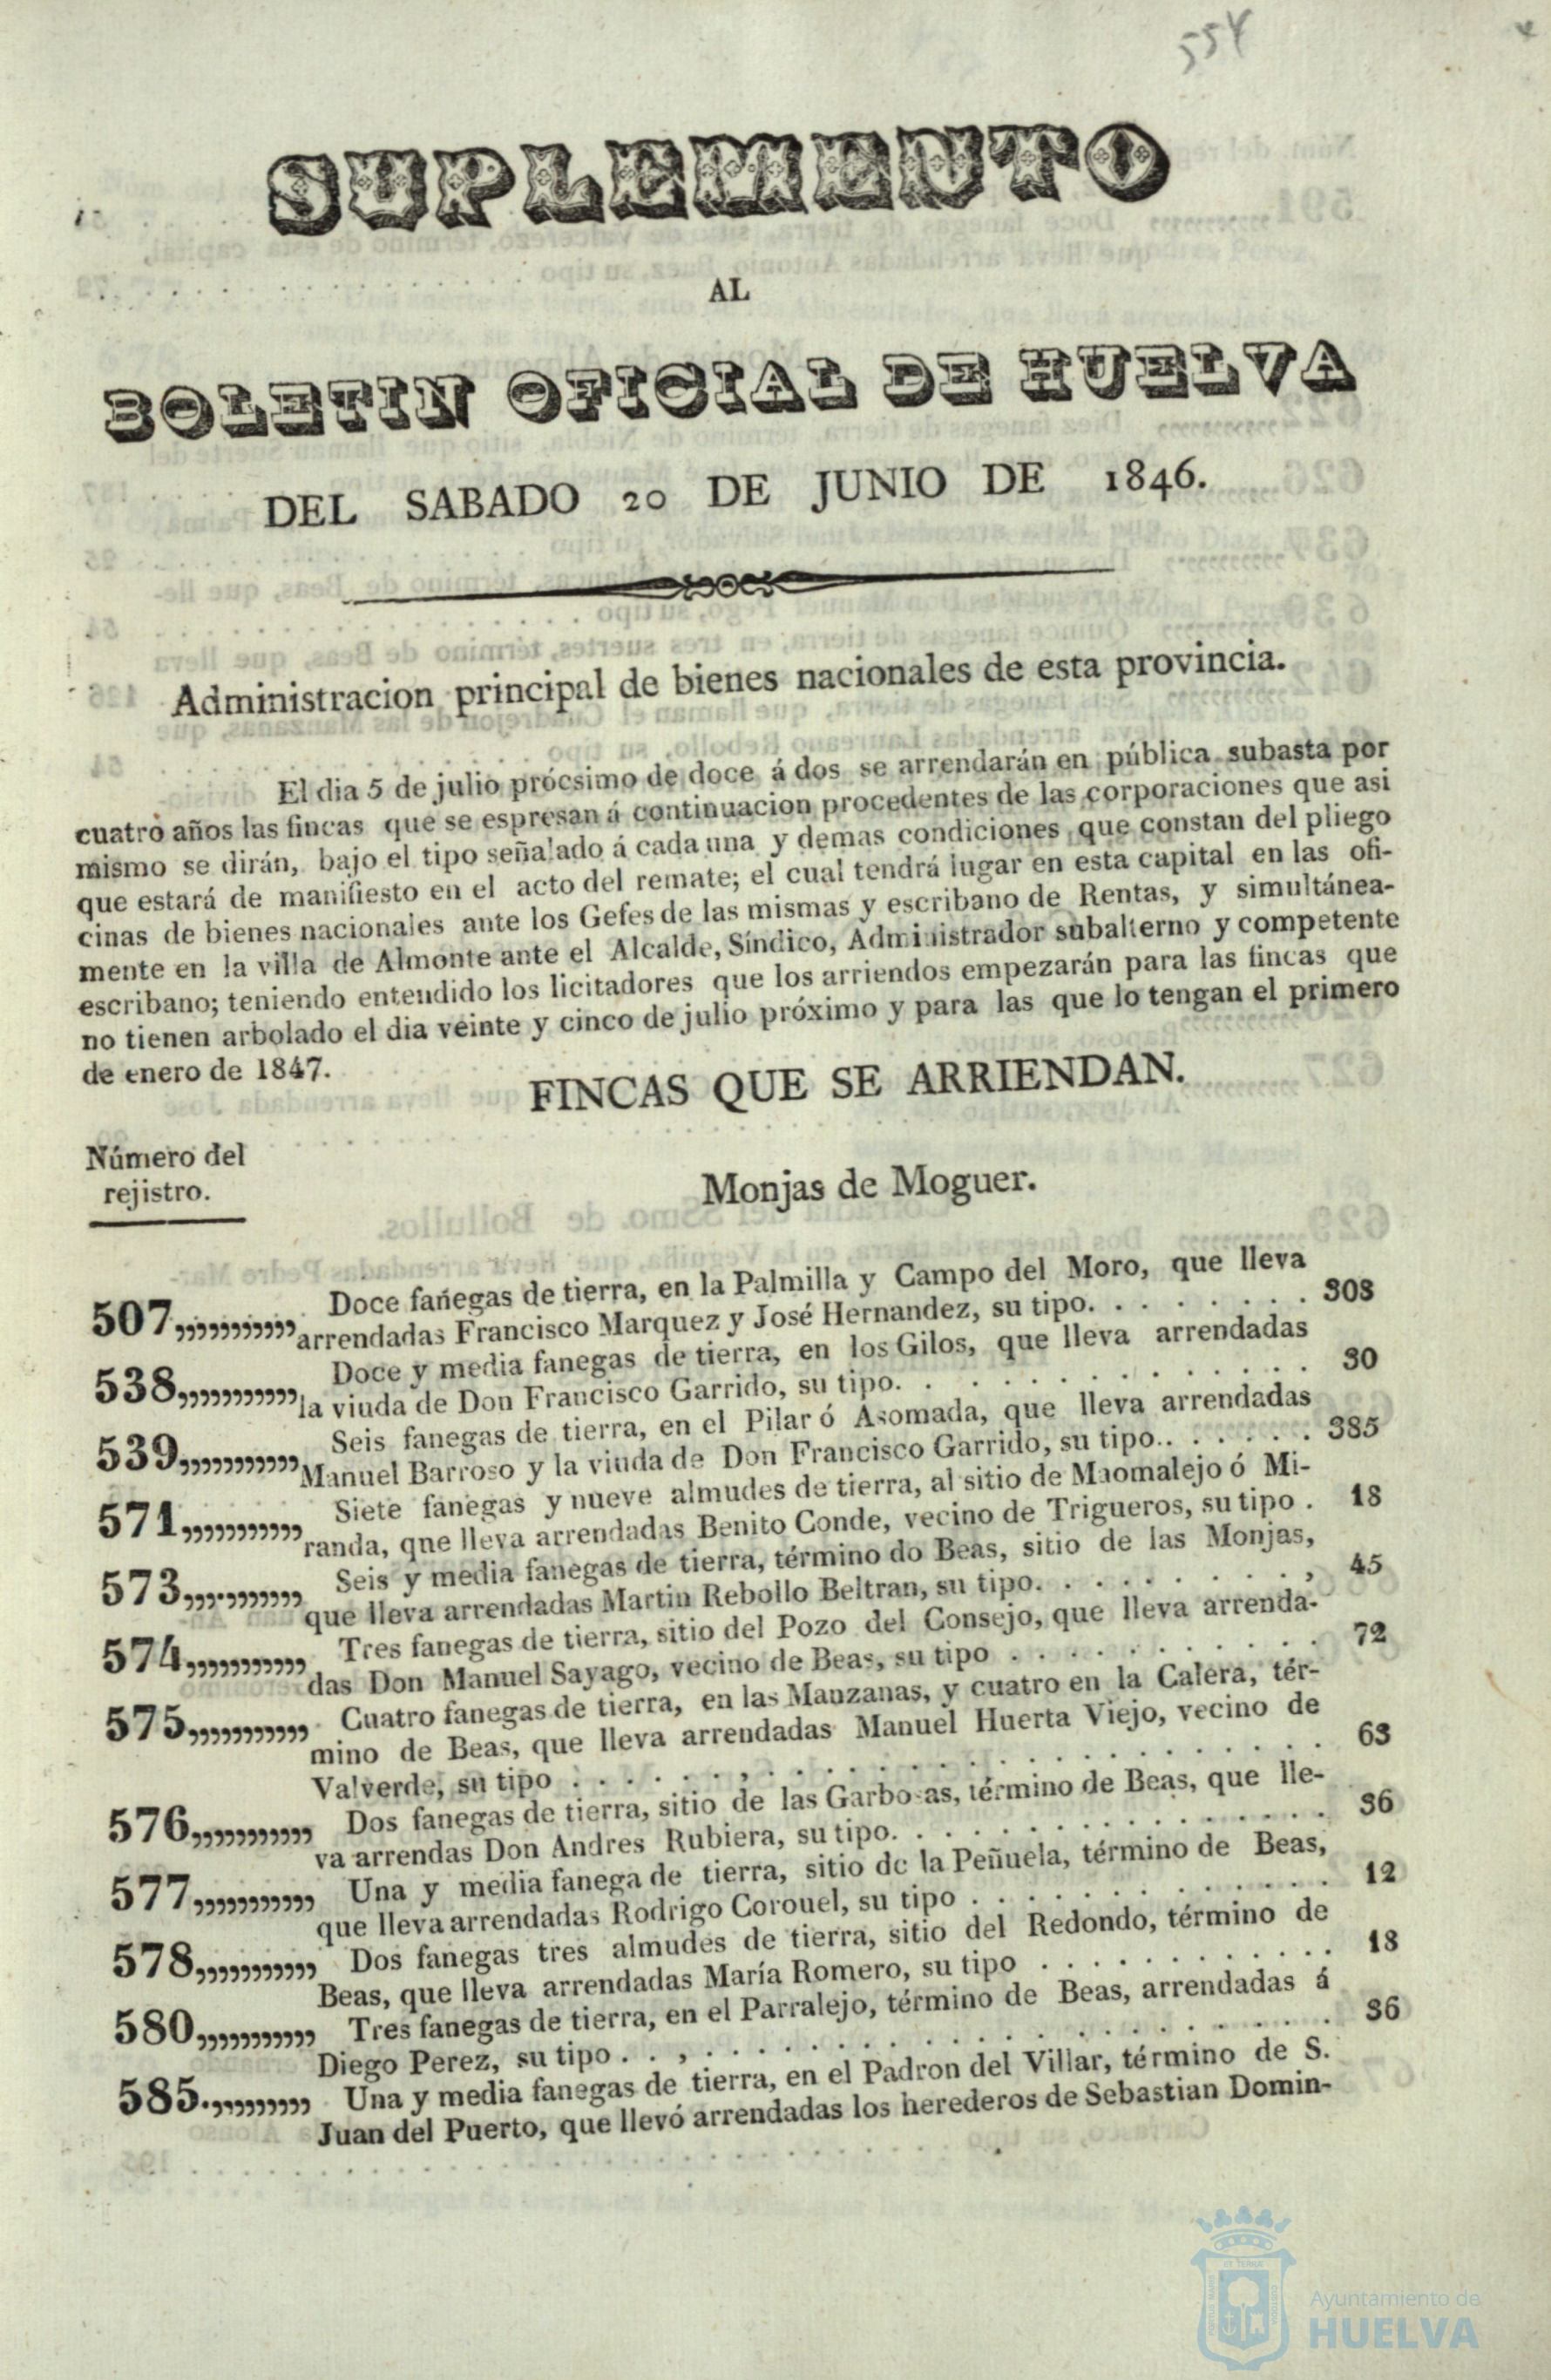 554
SUPLEMENTO
AL
BOLETIN OFICIAL DE HUELVA
DEL SABADO 20 DE JUNIO DE 1846.
Administracion principal de bienes nacionales de esta provincia.
El dia 5 de julio prócsimo de doce á dos se arrendarán en pública subasta por
cuatro años las fincas que se espresan á continuacion procedentes de las corporaciones que asi
mismo se dirán, bajo el tipo señalado á cada una y demas condiciones que constan del pliego
que estará de manifiesto en el acto del remate; el cual tendrá lugar en esta capital en las ofi-
cinas de bienes nacionales ante los Gefes de las mismas y escribano de Rentas, y simultánea-
mente en la villa de Almonte ante el Alcalde, Síndico, Administrador subalterno y competente
escribano; teniendo entendido los licitadores que los arriendos empezarán para las fincas que
no tienen arbolado el dia veinte y cinco de julio próximo y para las que lo tengan el primero
de enero de 1847.
FINCAS QUE SE ARRIENDAN.
Número del
rejistro.
Monjas de Moguer.
Doce fanegas de tierra, en la Palmilla y Campo del Moro, que lleva
507,,,,,,,,,,, arrendadas Francisco Marquez y José Hernandez, su tipo. . . . . . . . 303
Doce y media fanegas de tierra, en los Gilos, que lleva arrendadas
538,,,,,,,,,,, la viuda de Don Francisco Garrido, su tipo. . . . . . . . . . . . . 30
Seis fanegas de tierra, en el Pilar ó Asomada, que lleva arrendadas
539,,,,,,,,,,, Manuel Barroso y la viuda de Don Francisco Garrido, su tipo.. . . . . . 385
Siete fanegas y nueve almudes de tierra, al sitio de Maomalejo ó Mi-
571,,,,,,,,,,, randa, que lleva arrendadas Benito Conde, vecino de Trigueros, su tipo . 18
573,,,.,,,,,,, Seis y media fanegas de tierra, término do Beas, sitio de las Monjas,
que lleva arrendadas Martin Rebollo Beltran, su tipo. . . . . . . . . . , 45
574,,,,,,,,,,, Tres fanegas de tierra, sitio del Pozo del Consejo, que lleva arrenda-
das Don Manuel Sayago, vecino de Beas, su tipo . . . . . . . . . . . . 72
575,,,,,,,,,,, Cuatro fanegas de tierra, en las Manzanas, y cuatro en la Calera, tér-
mino de Beas, que lleva arrendadas Manuel Huerta Viejo, vecino de
Valverde, su tipo . . . . . . , . . . . . . . . . . . . . . . 63
576,,,,,,,,,,, Dos fanegas de tierra, sitio de las Garbosas, término de Beas, que lle-
va arrendas Don Andres Rubiera, su tipo. . . . . . . . . . . . . . . 36
577,,,,,,,,,,, Una y media fanega de tierra, sitio de la Peñuela, término de Beas,
que lleva arrendadas Rodrigo Corouel, su tipo . . . . . . . . . . . . . 12
578,,,,,,,,,,, Dos fanegas tres almudes de tierra, sitio del Redondo, término de
Beas, que lleva arrendadas María Romero, su tipo . . . . . . . . . . . 18
580,,,,,,,,,,, Tres fanegas de tierra, en el Parralejo, término de Beas, arrendadas á
Diego Perez, su tipo . . , . . . . . . . . . . . . . . . . . . . 36
585.,,,,,,,,, Una y media fanegas de tierra, en el Padron del Villar, término de S.
Juan del Puerto, que llevó arrendadas los herederos de Sebastian Domin-
Ayuntamiento de
HUELVA